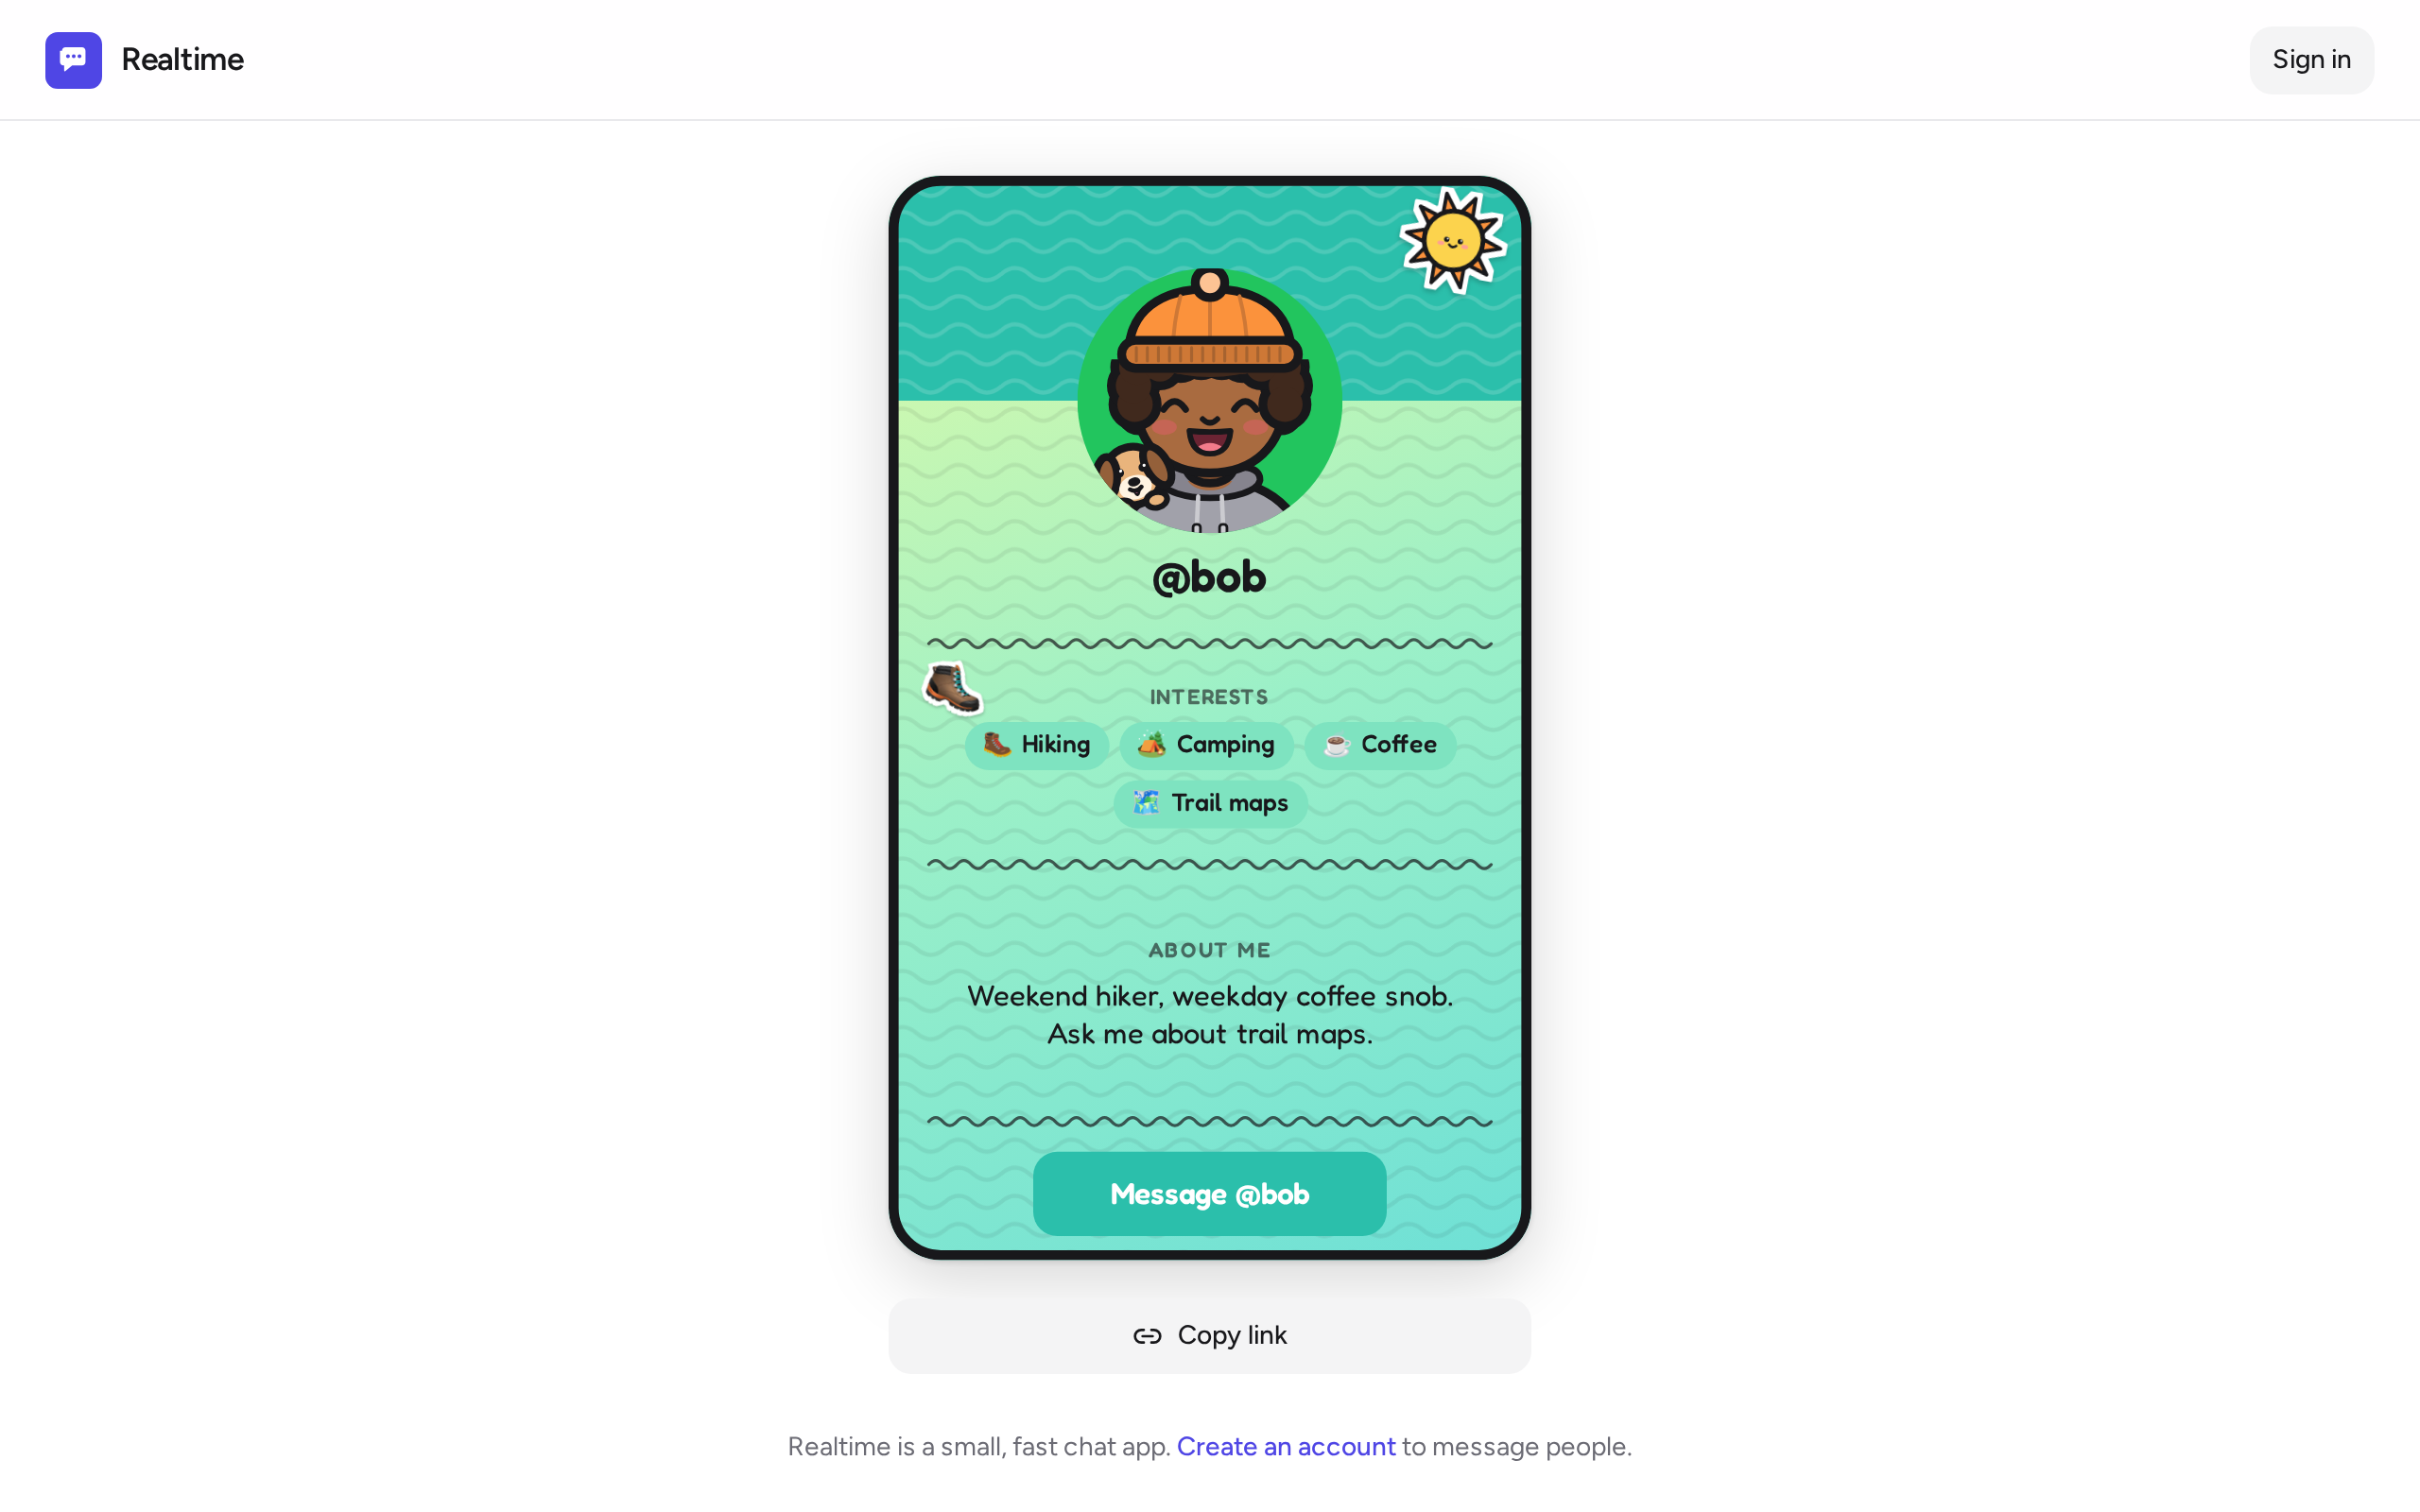 Realtime
Sign in
@bob
INTERESTS
Hiking
Camping
Coffee
Trail maps
ABOUT ME
Weekend hiker, weekday coffee snob.
Ask me about trail maps.
Message @bob
Copy link
Realtime is a small, fast chat app. Create an account to message people.